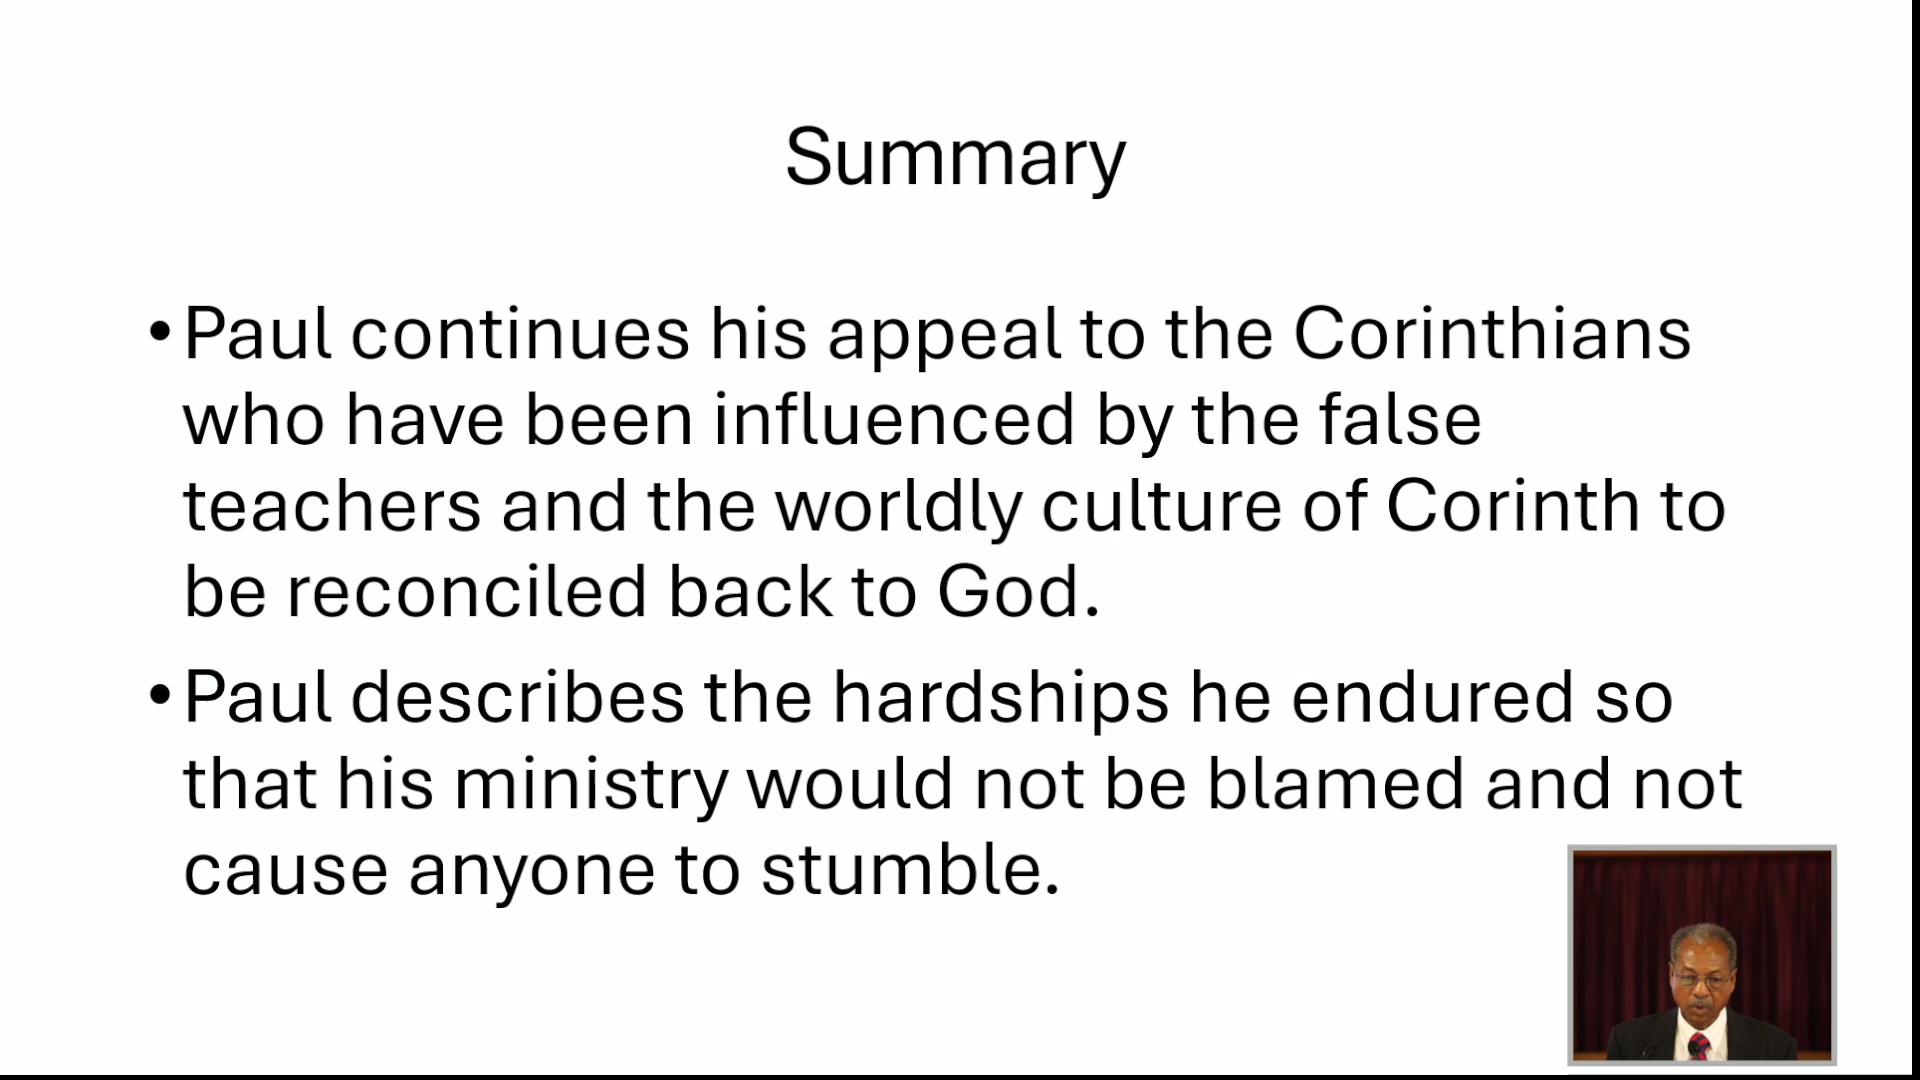 Summary
• Paul continues his appeal to the Corinthians
who have been influenced by the false
teachers and the worldly culture of Corinth to
be reconciled back to God.
• Paul describes the hardships he endured so
that his ministry would not be blamed and not
cause anyone to stumble.